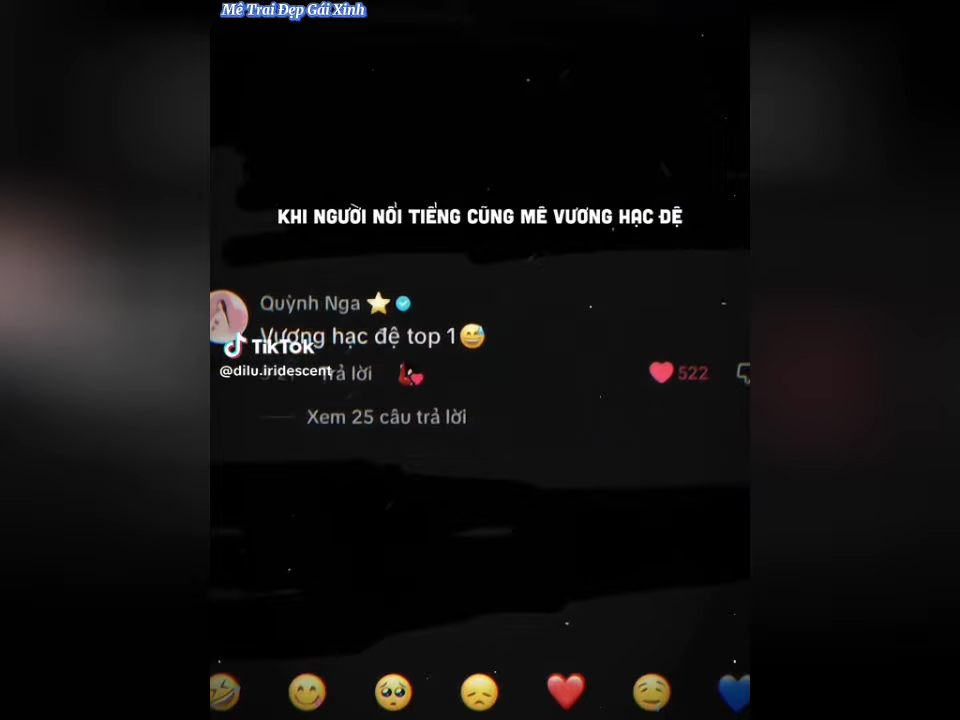 Mê Trai Đẹp Gái Xinh
KHI NGƯỜI NỔI TIẾNG CŨNG MÊ VƯƠNG HẠC ĐỆ
Quỳnh Nga ⭐
Vương hạc đệ top 1😅
TikTok
@dilu.iridescent
Trả lời
522
Xem 25 câu trả lời